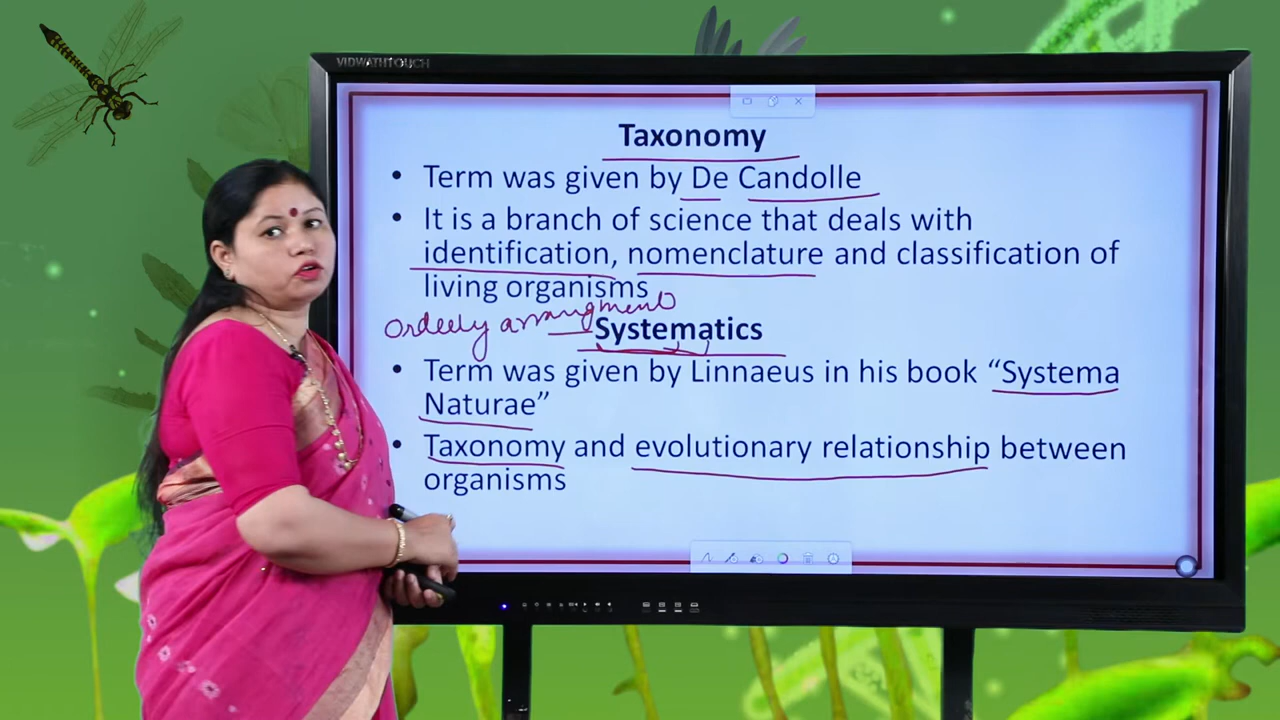 VIDWATHTOUCH
Taxonomy
• Term was given by De Candolle
• It is a branch of science that deals with
identification, nomenclature and classification of
living organisms
Orderly arrangment
Systematics
• Term was given by Linnaeus in his book “Systema
Naturae”
• Taxonomy and evolutionary relationship between
organisms